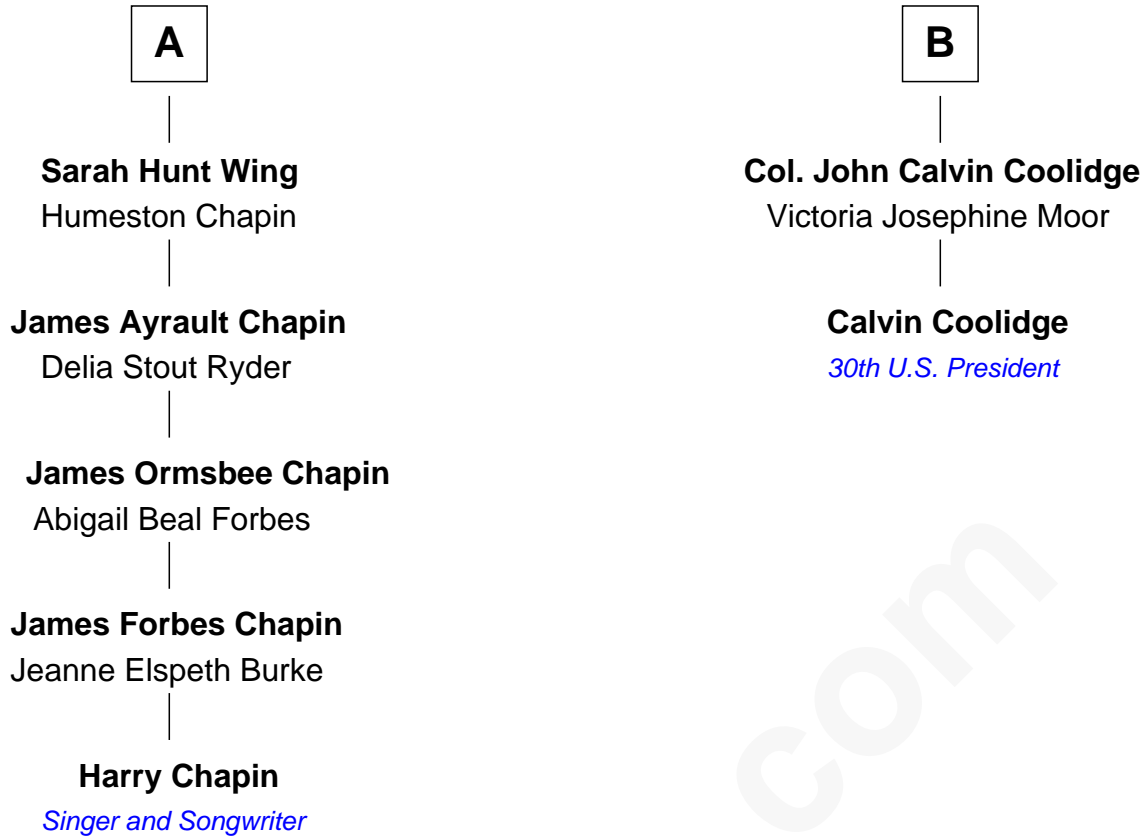 A
Sarah Hunt Wing
Humeston Chapin
James Ayrault Chapin
Delia Stout Ryder
James Ormsbee Chapin
Abigail Beal Forbes
James Forbes Chapin
Jeanne Elspeth Burke
Harry Chapin
Singer and Songwriter
B
Col. John Calvin Coolidge
Victoria Josephine Moor
Calvin Coolidge
30th U.S. President
com